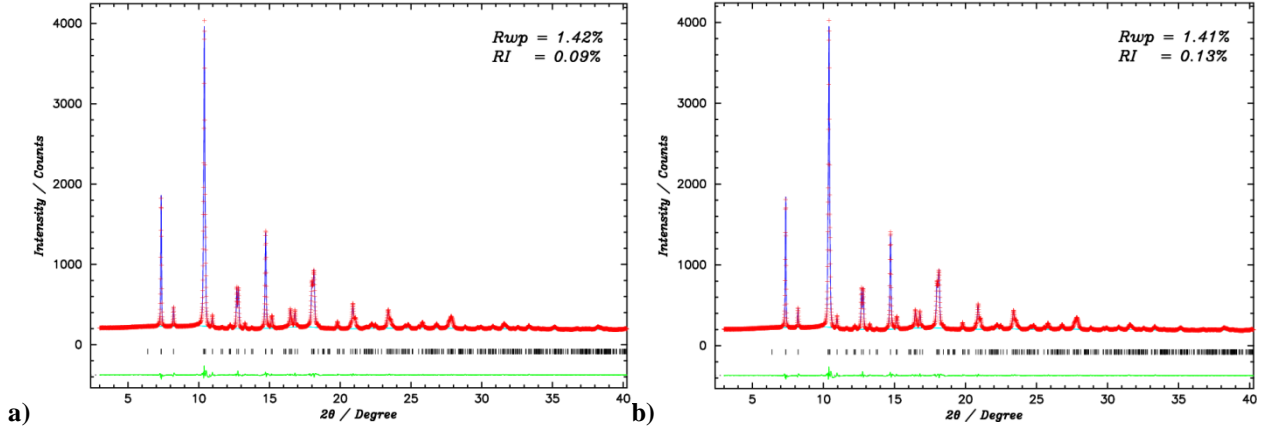 4000
3000
2000
1000
0
Intensity / Counts
Rwp = 1.42%
RI = 0.09%
5 10 15 20 25 30 35 40
2θ / Degree
a)
4000
3000
2000
1000
0
Intensity / Counts
Rwp = 1.41%
RI = 0.13%
5 10 15 20 25 30 35 40
2θ / Degree
b)